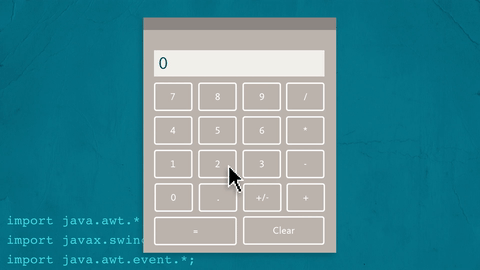 0
7 8 9 /
4 5 6 *
1 2 3 -
0 . +/- +
= Clear
import java.awt.*
import javax.swing
import java.awt.event.*;